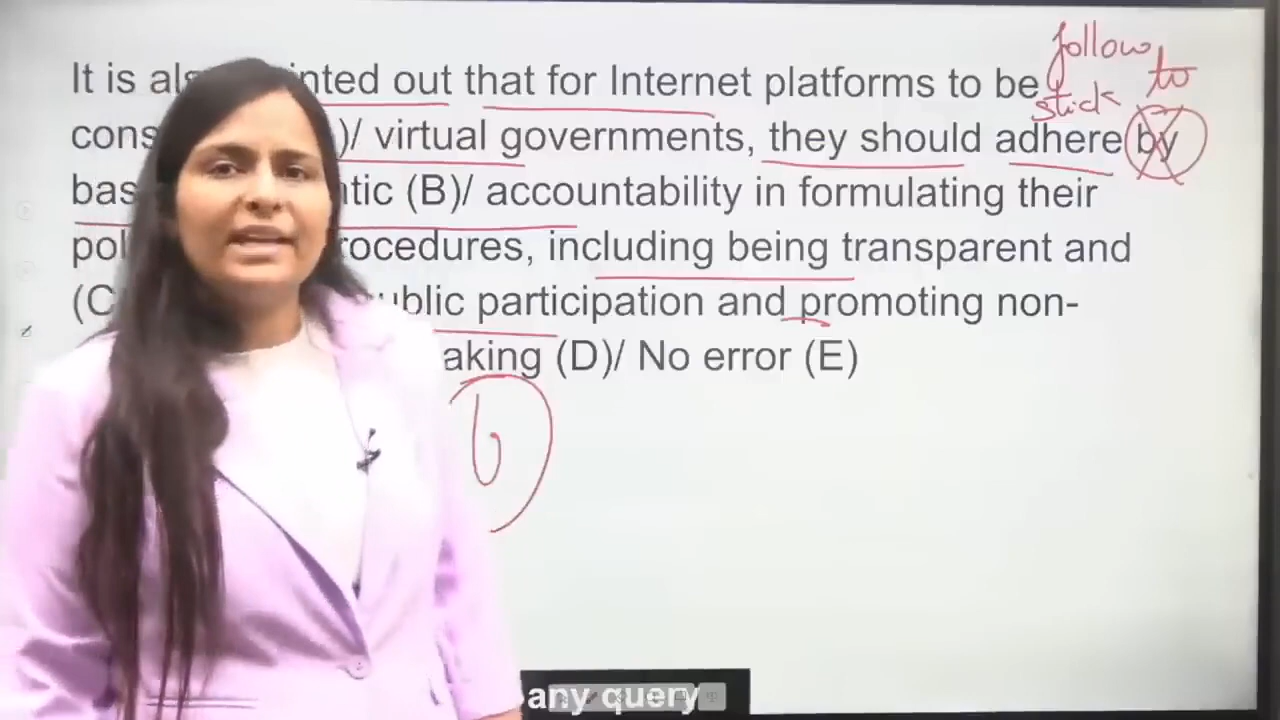 It is als inted out that for Internet platforms to be follow
stick to
cons )/ virtual governments, they should adhere by
bas ntic (B)/ accountability in formulating their
pol rocedures, including being transparent and
(C ublic participation and promoting non-
aking (D)/ No error (E)
b
any query